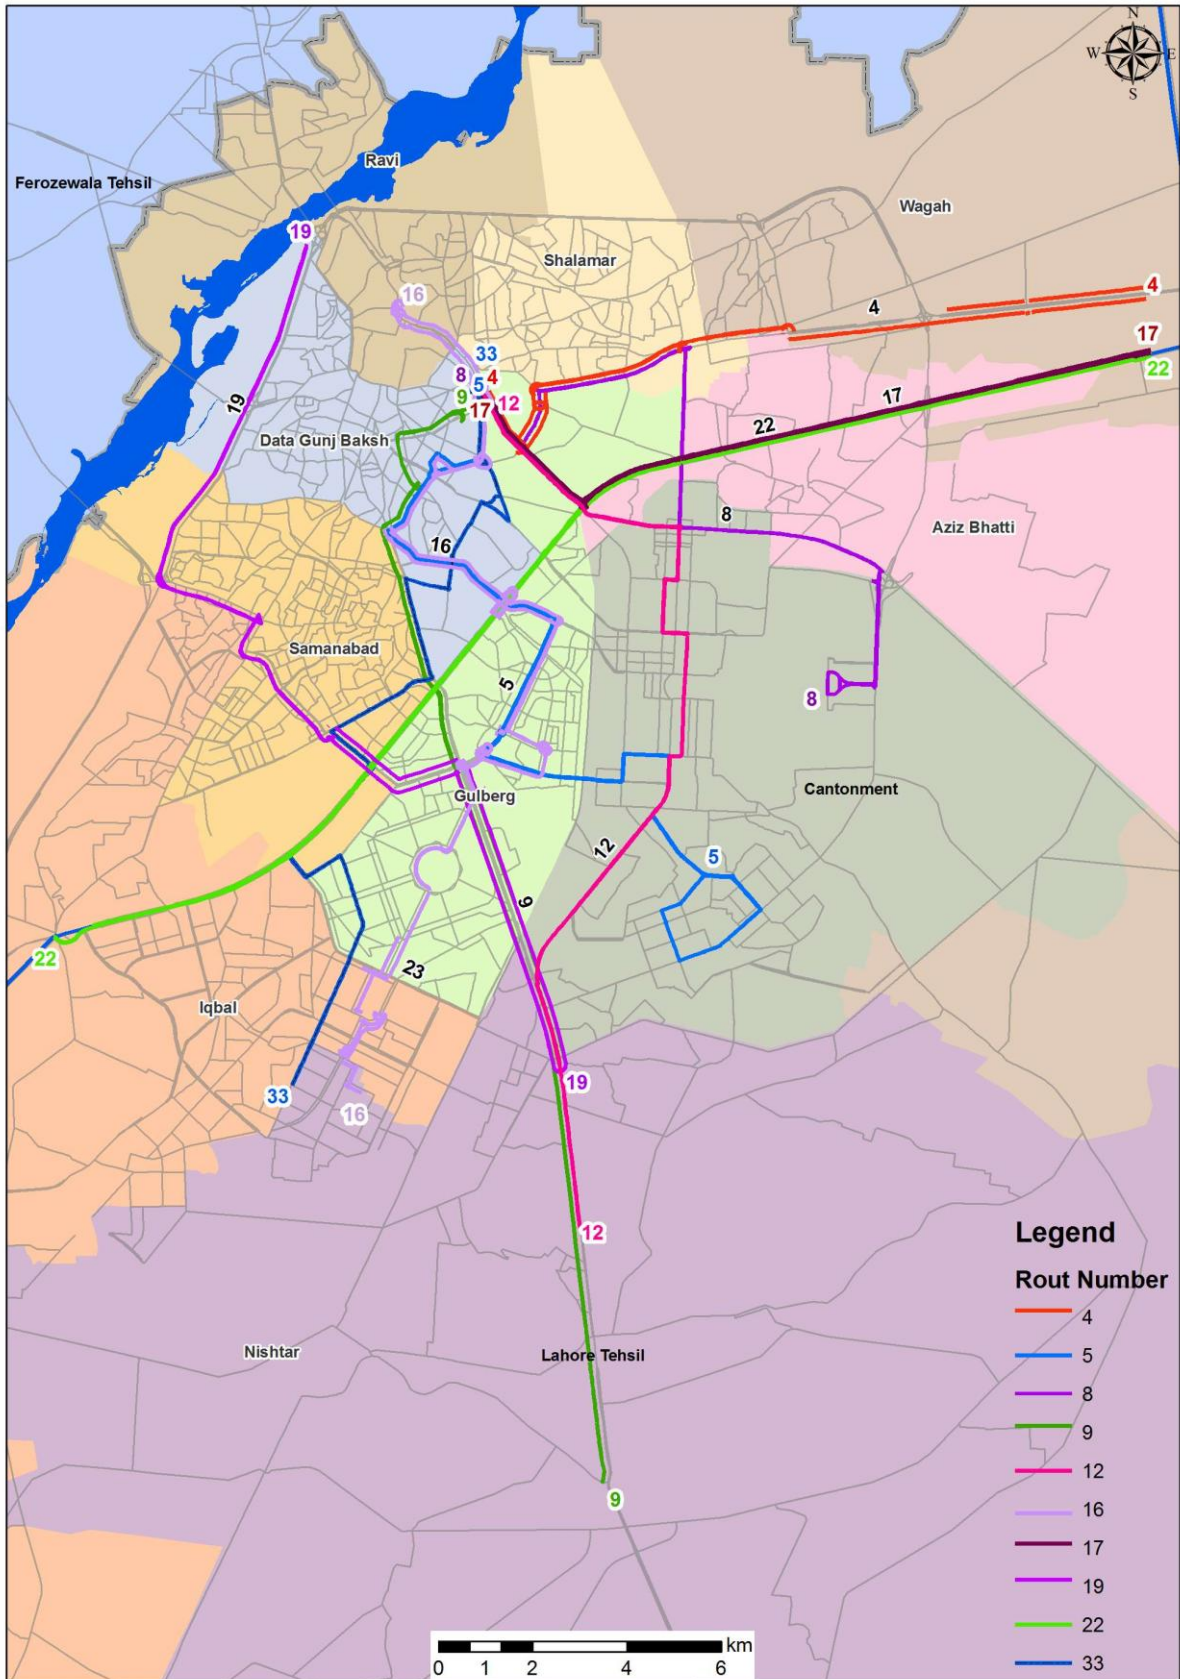 N
W E
S
Ravi
Ferozewala Tehsil
Wagah
19
Shalamar
4
16
4
17
33
22
8
5
4
9
12
17
17
19
22
Data Gunj Baksh
8
Aziz Bhatti
16
Samanabad
5
8
Cantonment
Gulberg
12
5
9
22
23
Iqbal
19
33
16
12
Legend
Rout Number
4
5
8
9
12
16
17
19
22
33
Nishtar
Lahore Tehsil
9
km
0 1 2 4 6